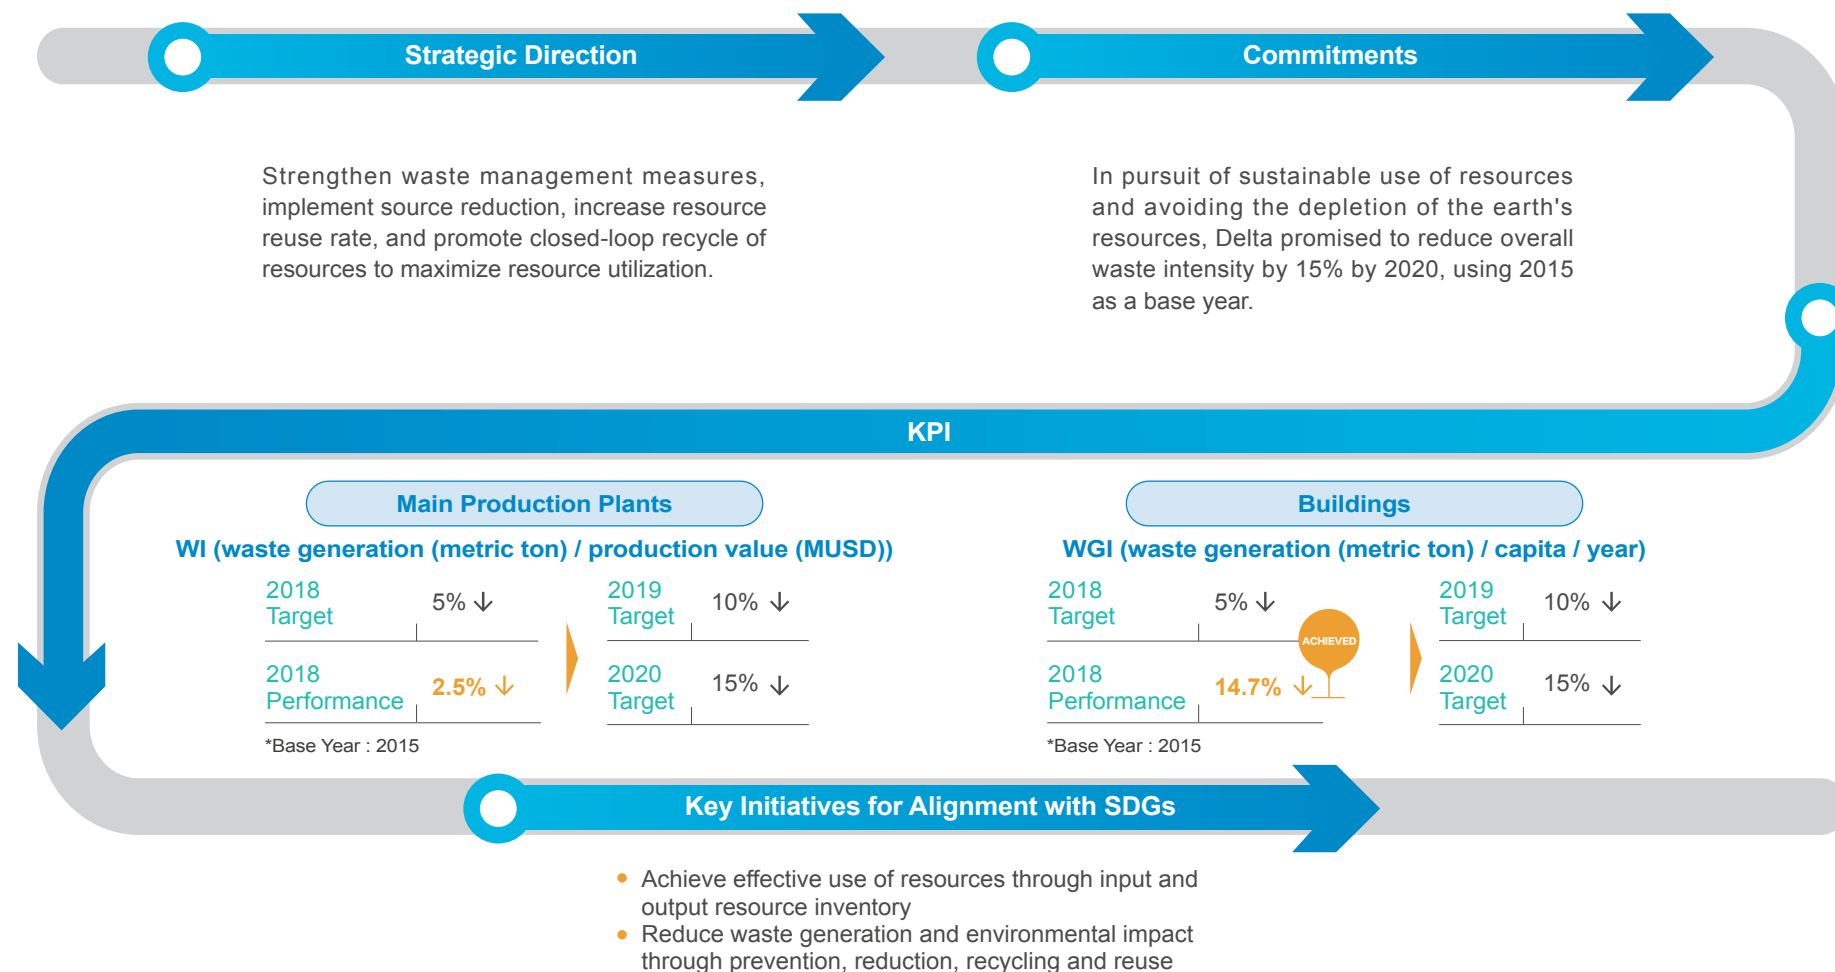 Strategic Direction
Commitments
Strengthen waste management measures,
implement source reduction, increase resource
reuse rate, and promote closed-loop recycle of
resources to maximize resource utilization.
In pursuit of sustainable use of resources
and avoiding the depletion of the earth's
resources, Delta promised to reduce overall
waste intensity by 15% by 2020, using 2015
as a base year.
KPI
Main Production Plants
WI (waste generation (metric ton) / production value (MUSD))
2018
Target
5% ↓
2018
Performance
2.5% ↓
2019
Target
10% ↓
2020
Target
15% ↓
*Base Year : 2015
Buildings
WGI (waste generation (metric ton) / capita / year)
2018
Target
5% ↓
ACHIEVED
2018
Performance
14.7% ↓
2019
Target
10% ↓
2020
Target
15% ↓
*Base Year : 2015
Key Initiatives for Alignment with SDGs
• Achieve effective use of resources through input and
output resource inventory
• Reduce waste generation and environmental impact
through prevention, reduction, recycling and reuse